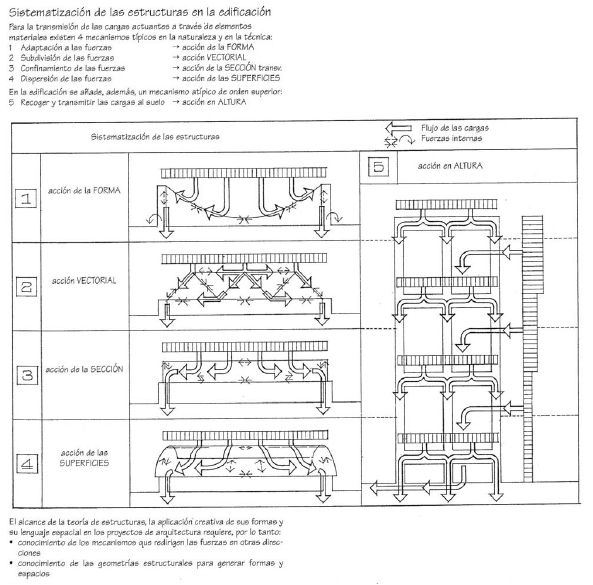 Sistematización de las estructuras en la edificación
Para la transmisión de las cargas actuantes a través de elementos
materiales existen 4 mecanismos típicos en la naturaleza y en la técnica:
1 Adaptación a las fuerzas → acción de la FORMA
2 Subdivisión de las fuerzas → acción VECTORIAL
3 Confinamiento de las fuerzas → acción de la SECCIÓN transv.
4 Dispersión de las fuerzas → acción de las SUPERFICIES
En la edificación se añade, además, un mecanismo atípico de orden superior:
5 Recoger y transmitir las cargas al suelo → acción en ALTURA
Sistematización de las estructuras
Flujo de las cargas
Fuerzas internas
1
acción de la FORMA
5
acción en ALTURA
2
acción VECTORIAL
3
acción de la SECCIÓN
4
acción de las
SUPERFICIES
El alcance de la teoría de estructuras, la aplicación creativa de sus formas y
su lenguaje espacial en los proyectos de arquitectura requiere, por lo tanto:
• conocimiento de los mecanismos que redirigen las fuerzas en otras direc-
ciones
• conocimiento de las geometrías estructurales para generar formas y
espacios